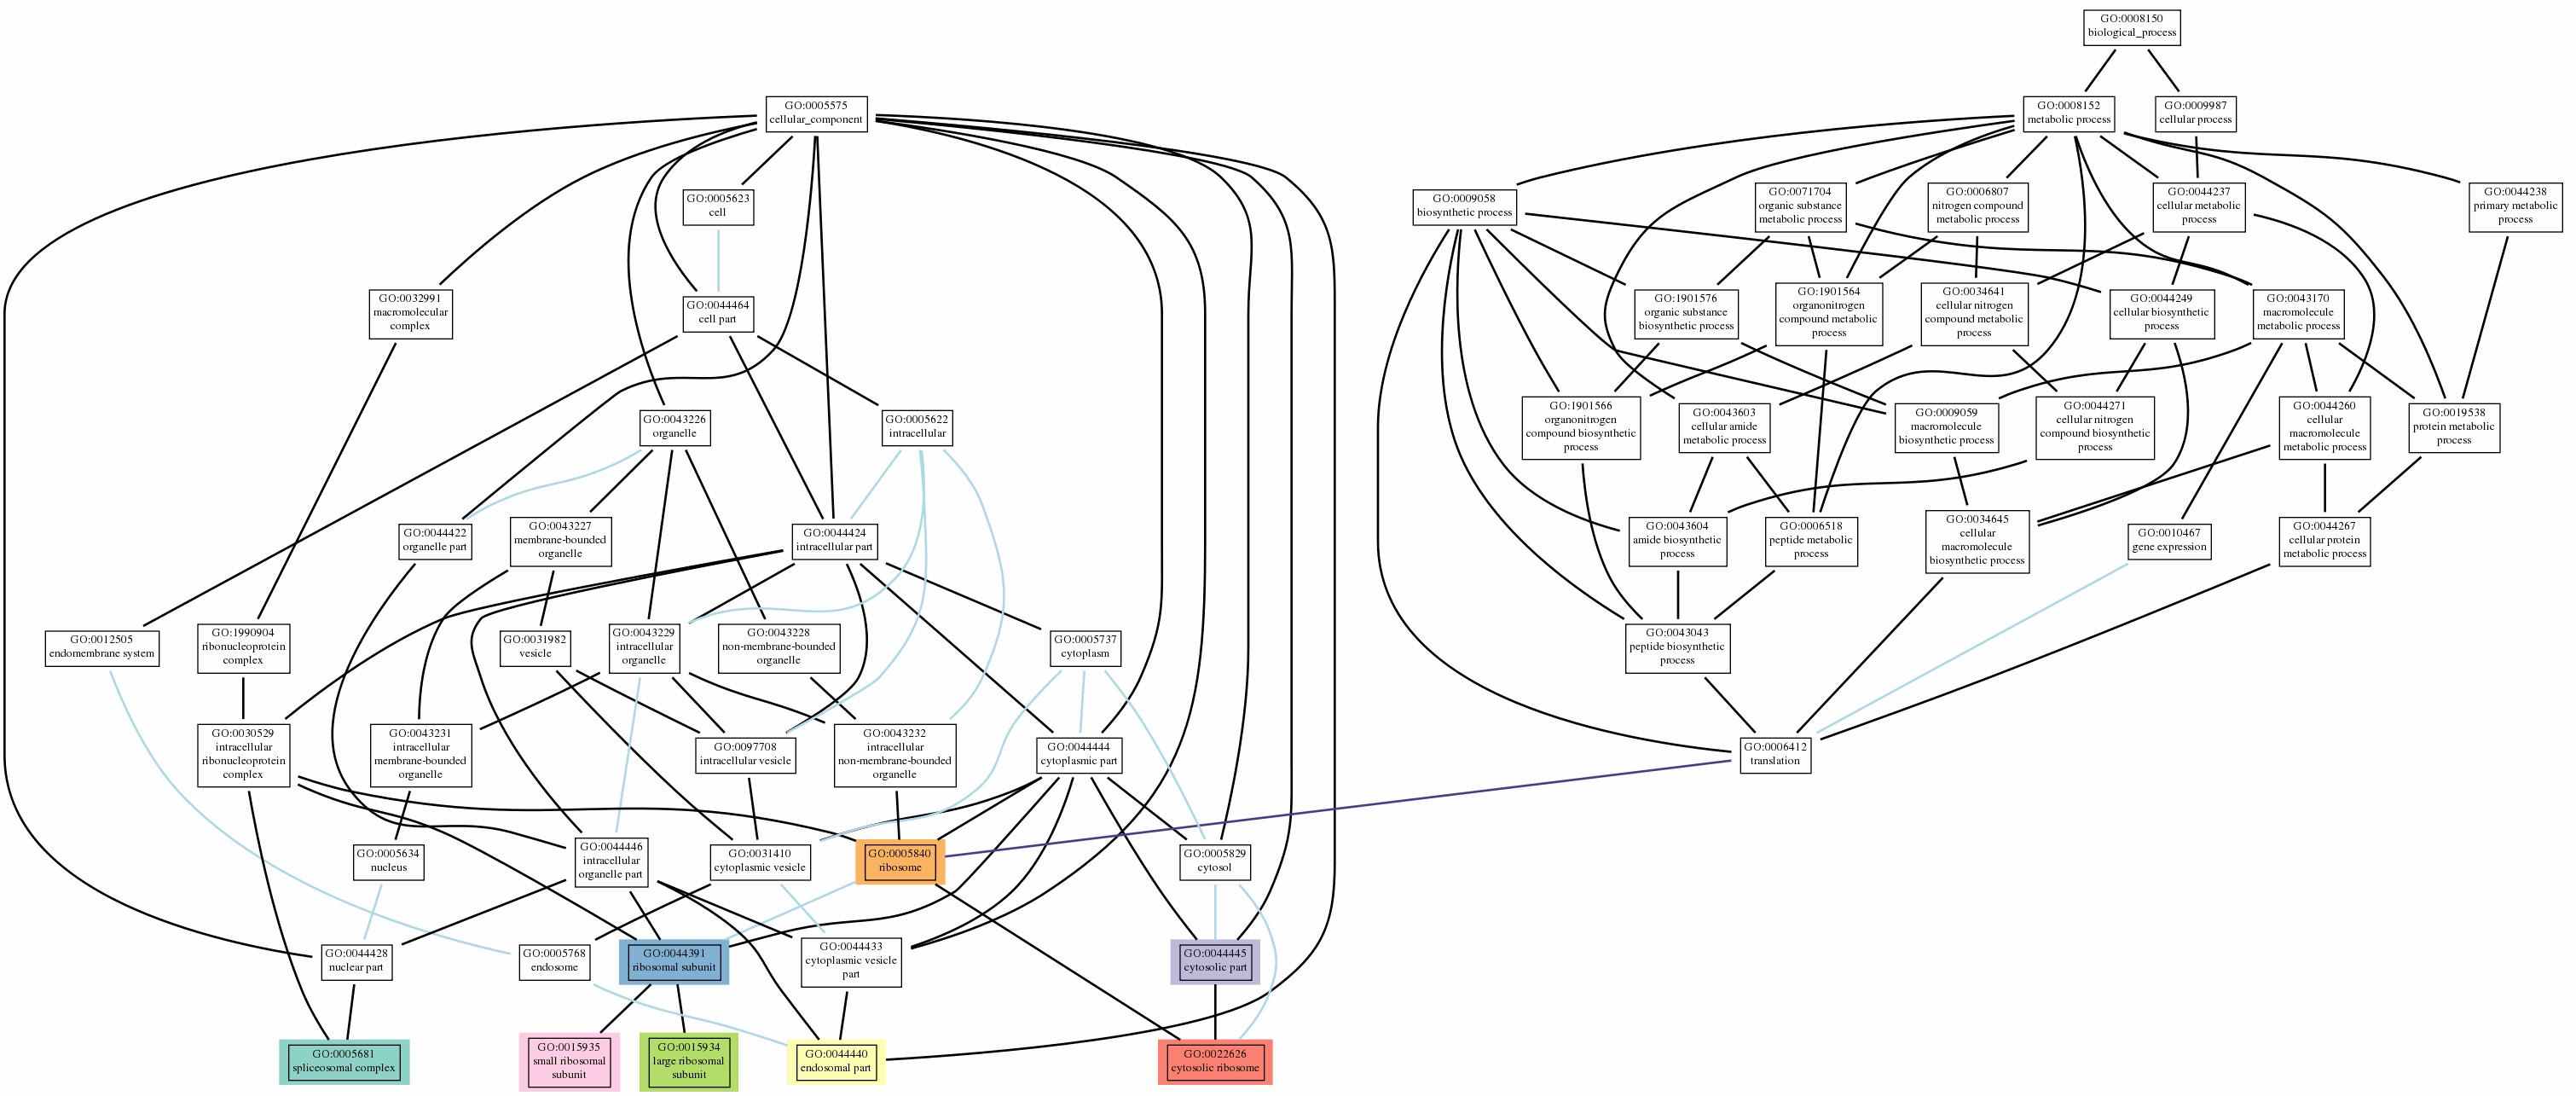 GO:0008150
biological_process
GO:0005575
cellular_component
GO:0008152
metabolic process
GO:0009987
cellular process
GO:0005623
cell
GO:0009058
biosynthetic process
GO:0071704
organic substance
metabolic process
GO:0006807
nitrogen compound
metabolic process
GO:0044237
cellular metabolic
process
GO:0044238
primary metabolic
process
GO:0032991
macromolecular
complex
GO:0044464
cell part
GO:1901576
organic substance
biosynthetic process
GO:1901564
organonitrogen
compound metabolic
process
GO:0034641
cellular nitrogen
compound metabolic
process
GO:0044249
cellular biosynthetic
process
GO:0043170
macromolecule
metabolic process
GO:0043226
organelle
GO:0005622
intracellular
GO:1901566
organonitrogen
compound biosynthetic
process
GO:0043603
cellular amide
metabolic process
GO:0009059
macromolecule
biosynthetic process
GO:0044271
cellular nitrogen
compound biosynthetic
process
GO:0044260
cellular
macromolecule
metabolic process
GO:0019538
protein metabolic
process
GO:0044422
organelle part
GO:0043227
membrane-bounded
organelle
GO:0044424
intracellular part
GO:0043604
amide biosynthetic
process
GO:0006518
peptide metabolic
process
GO:0034645
cellular
macromolecule
biosynthetic process
GO:0010467
gene expression
GO:0044267
cellular protein
metabolic process
GO:0012505
endomembrane system
GO:1990904
ribonucleoprotein
complex
GO:0031982
vesicle
GO:0043229
intracellular
organelle
GO:0043228
non-membrane-bounded
organelle
GO:0005737
cytoplasm
GO:0043043
peptide biosynthetic
process
GO:0030529
intracellular
ribonucleoprotein
complex
GO:0043231
intracellular
membrane-bounded
organelle
GO:0097708
intracellular vesicle
GO:0043232
intracellular
non-membrane-bounded
organelle
GO:0044444
cytoplasmic part
GO:0006412
translation
GO:0005634
nucleus
GO:0044446
intracellular
organelle part
GO:0031410
cytoplasmic vesicle
GO:0005840
ribosome
GO:0005829
cytosol
GO:0044428
nuclear part
GO:0005768
endosome
GO:0044391
ribosomal subunit
GO:0044433
cytoplasmic vesicle
part
GO:0044445
cytosolic part
GO:0005681
spliceosomal complex
GO:0015935
small ribosomal
subunit
GO:0015934
large ribosomal
subunit
GO:0044440
endosomal part
GO:0022626
cytosolic ribosome